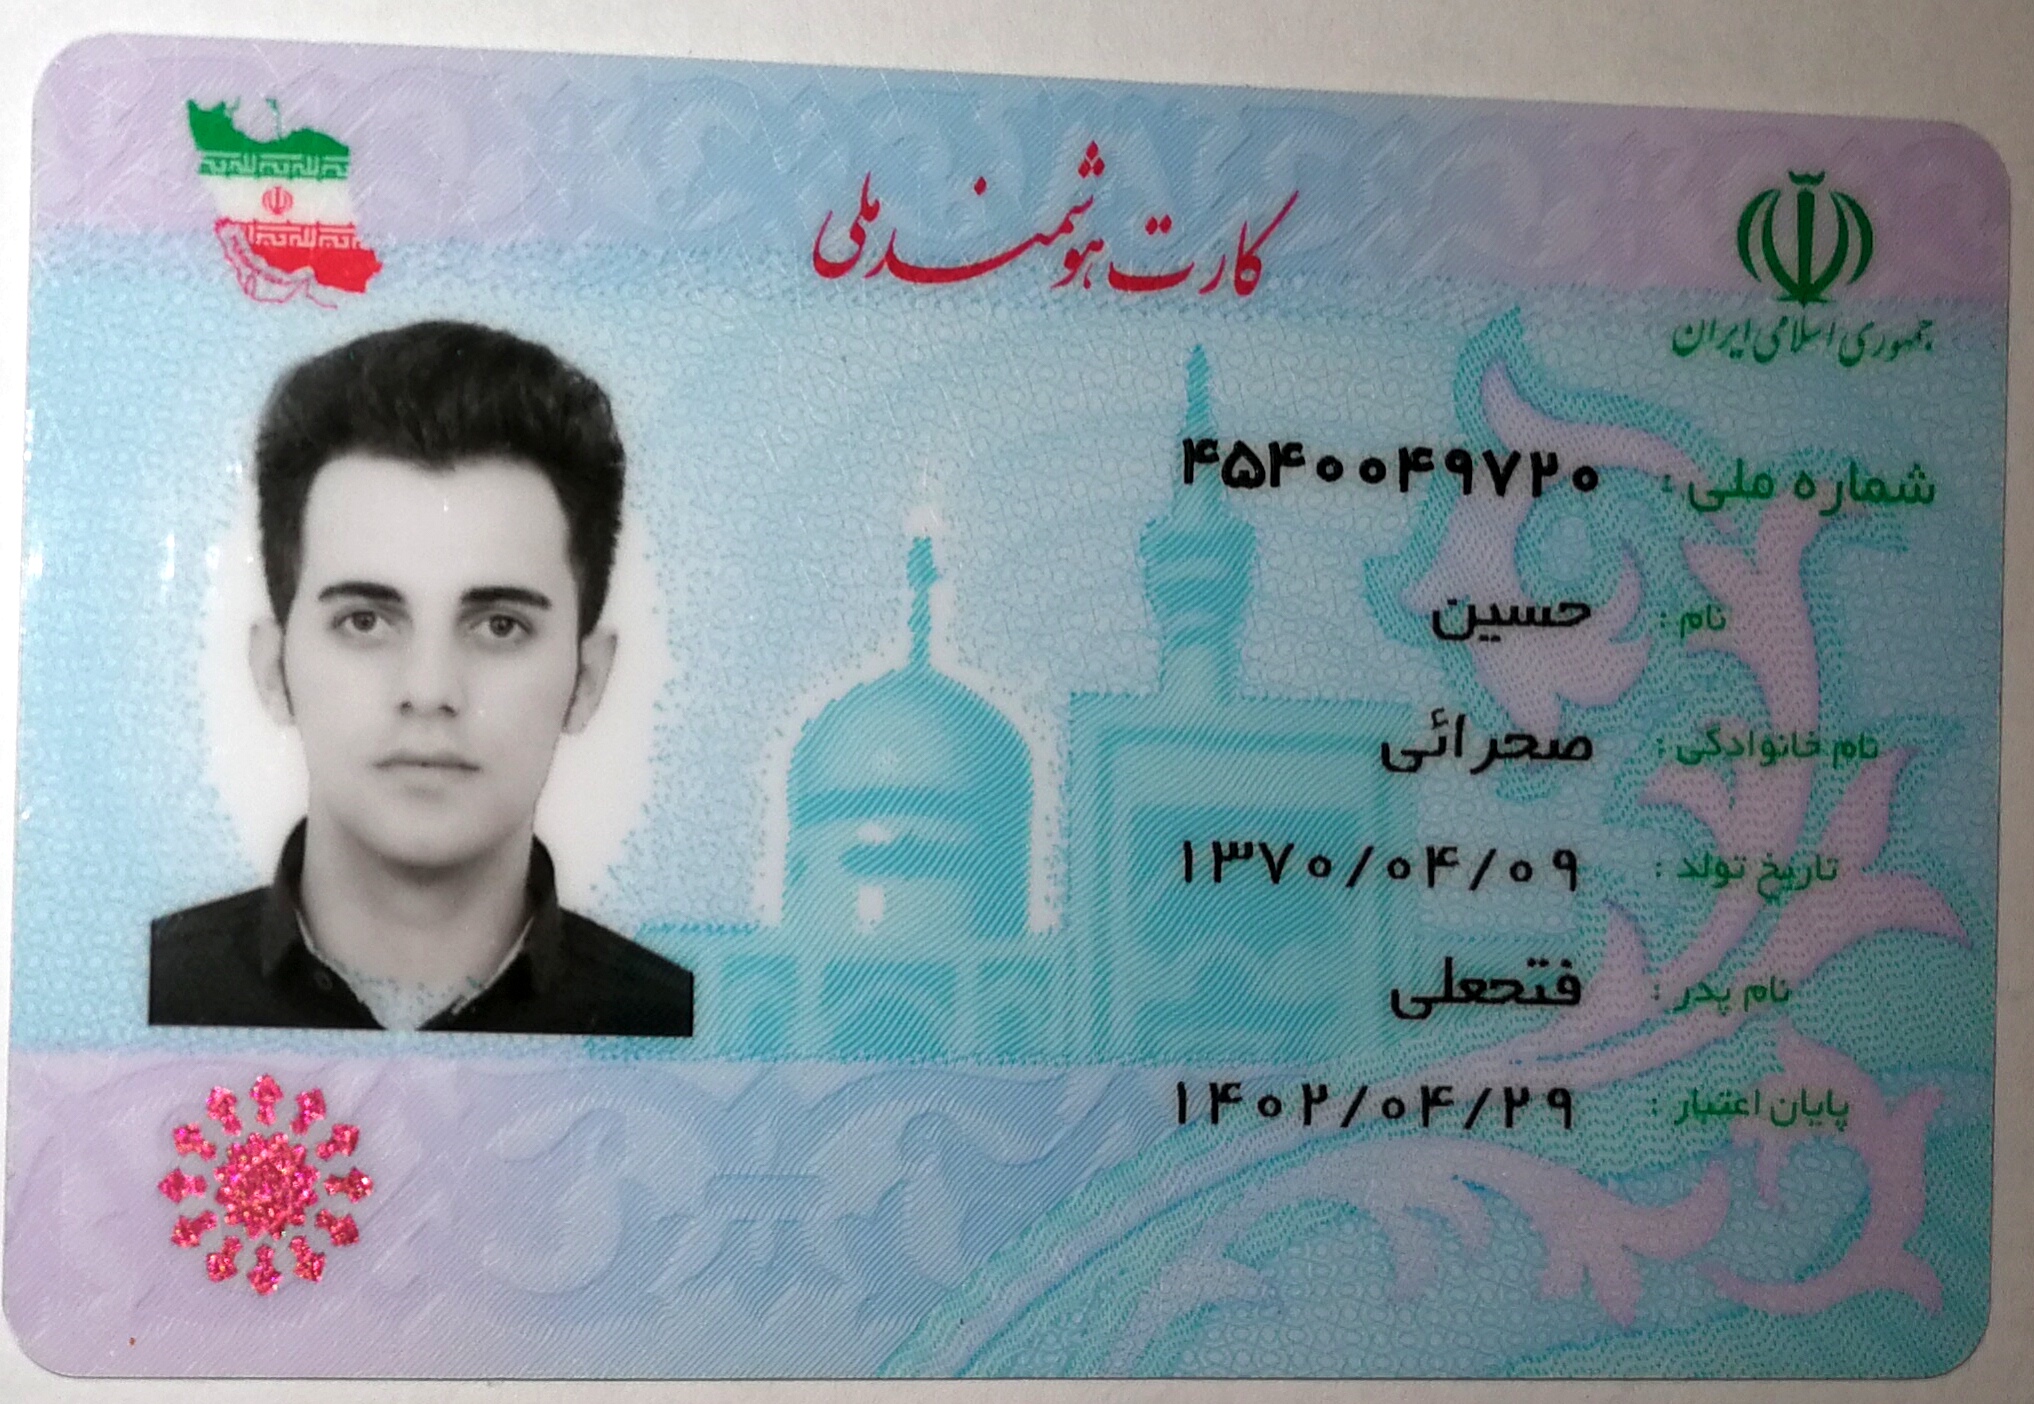 کارت هوشمند ملی
جمهوری اسلامی ایران
شماره ملی : ۴۵۴۰۰۴۹۷۲۰
نام : حسین
نام خانوادگی : صحرائی
تاریخ تولد : ۱۳۷۰/۰۴/۰۹
نام پدر : فتحعلی
پایان اعتبار : ۱۴۰۲/۰۴/۲۹